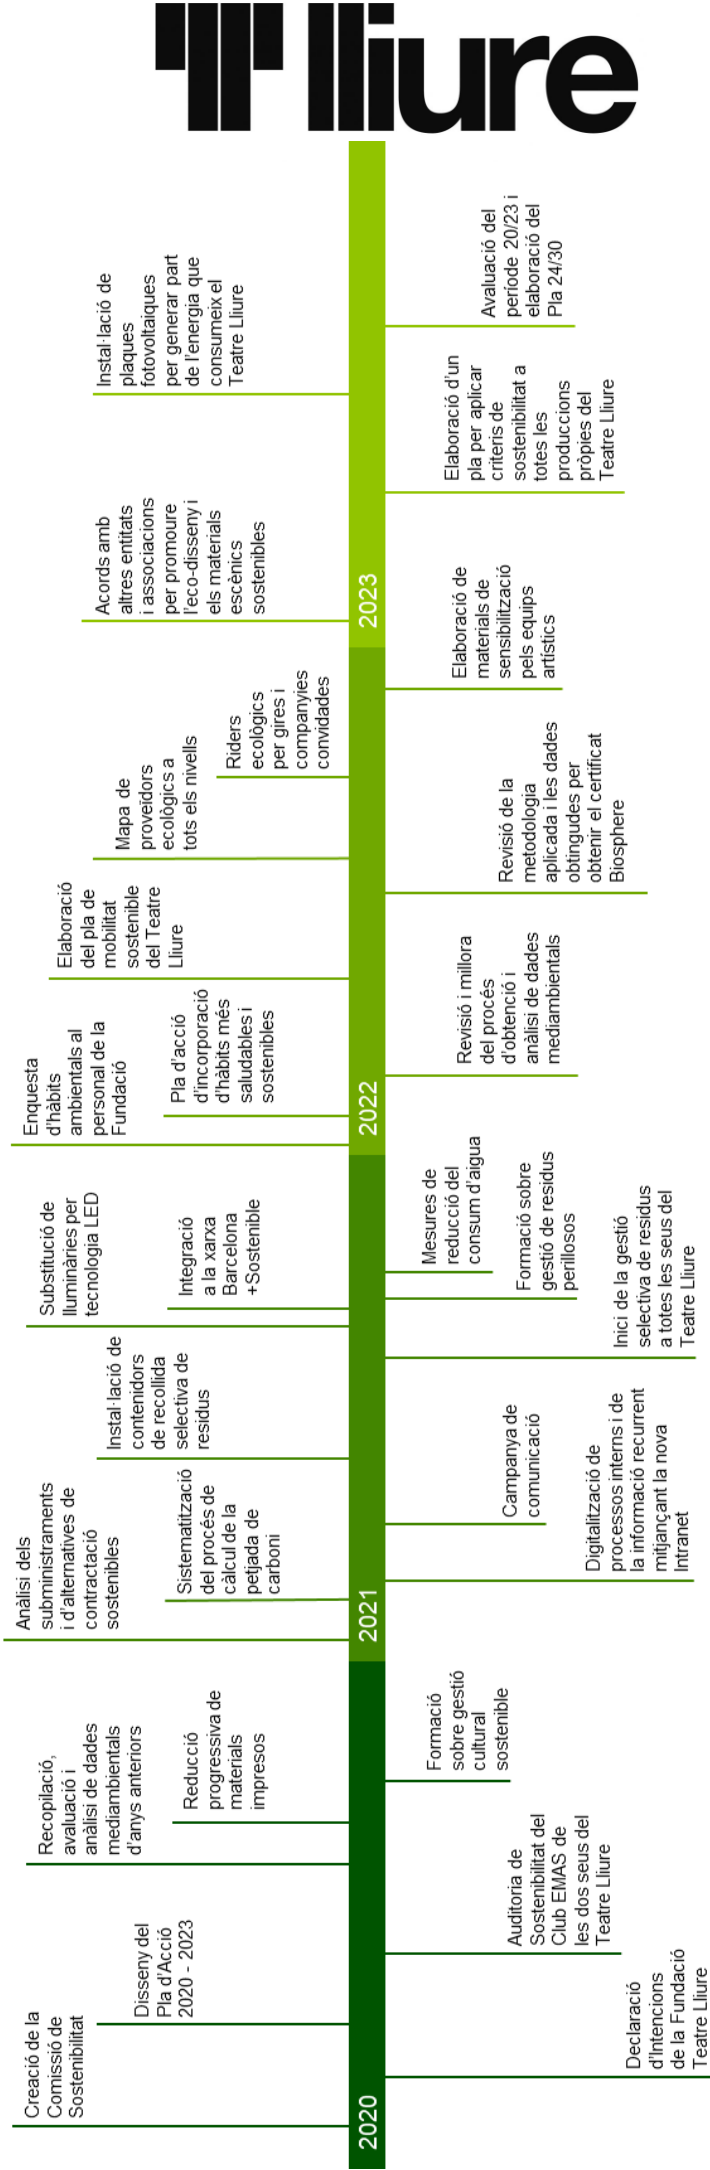 lliure
Creació de la
Comissió de
Sostenibilitat
Disseny del
Pla d'Acció
2020 - 2023
Recopilació,
avaluació i
anàlisi de dades
mediambientals
d'anys anteriors
Reducció
progressiva de
materials
impresos
Anàlisi dels
subministraments
i d'alternatives de
contractació
sostenibles
Sistematització
del procés de
càlcul de la
petjada de
carboni
Instal·lació de
contenidors
de recollida
selectiva de
residus
Substitució de
lluminàries per
tecnologia LED
Integració
a la xarxa
Barcelona
+Sostenible
Enquesta
d'hàbits
ambientals al
personal de la
Fundació
Pla d'acció
d'incorporació
d'hàbits més
saludables i
sostenibles
Elaboració
del pla de
mobilitat
sostenible
del Teatre
Lliure
Mapa de
proveidors
ecològics a
tots els nivells
Riders
ecològics
per gires i
companyies
convidades
Acords amb
altres entitats
i associacions
per promoure
l'eco-disseny i
els materials
escènics
sostenibles
Instal·lació de
plaques
fotovoltaiques
per generar part
de l'energia que
consumeix el
Teatre Lliure
2020
2021
2022
2023
Declaració
d'Intencions
de la Fundació
Teatre Lliure
Auditoria de
Sostenibilitat del
Club EMAS de
les dos seus del
Teatre Lliure
Formació
sobre gestió
cultural
sostenible
Digitalització de
processos interns i de
la informació recurrent
mitjançant la nova
Intranet
Campanya de
comunicació
Inici de la gestió
selectiva de residus
a totes les seus del
Teatre Lliure
Formació sobre
gestió de residus
perillosos
Mesures de
reducció del
consum d'aigua
Revisió i millora
del procés
d'obtenció i
anàlisi de dades
mediambientals
Revisió de la
metodologia
aplicada i les dades
obtingudes per
obtenir el certificat
Biosphere
Elaboració de
materials de
sensibilització
pels equips
artístics
Elaboració d'un
pla per aplicar
criteris de
sostenibilitat a
totes les
produccions
pròpies del
Teatre Lliure
Avaluació del
període 20/23 i
elaboració del
Pla 24/30